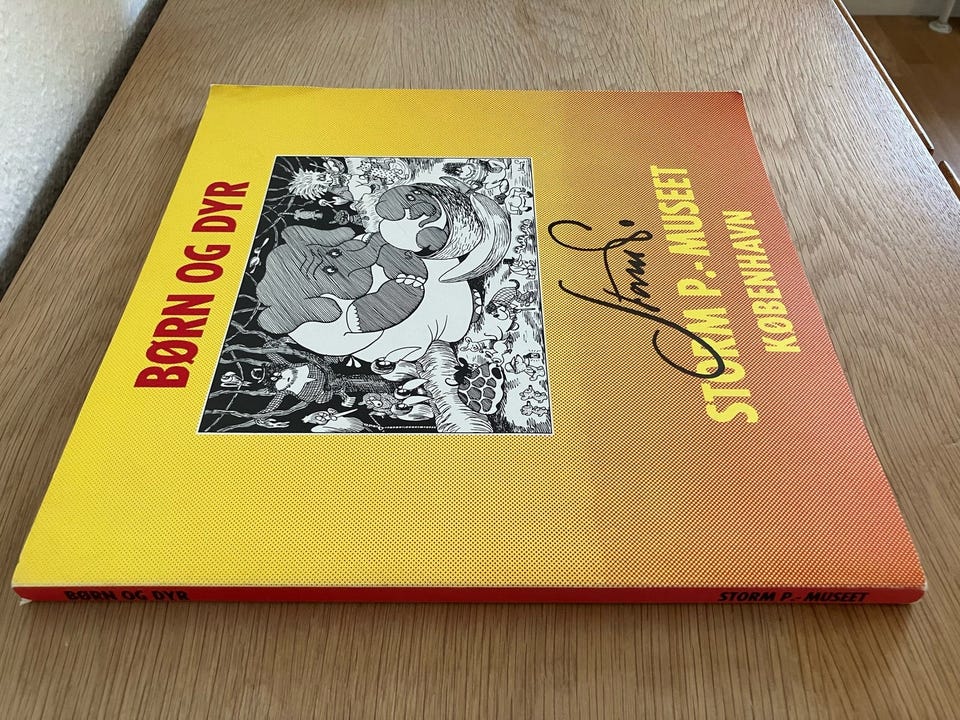 BØRN OG DYR
Storm P.
STORM P.-MUSEET
KØBENHAVN
BØRN OG DYR
STORM P.-MUSEET